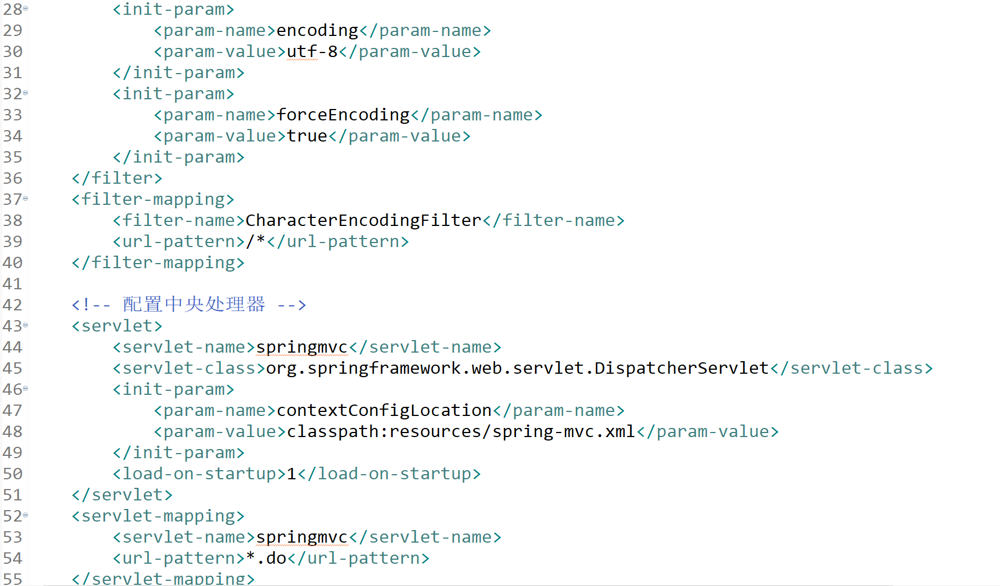 28 <init-param>
29 <param-name>encoding</param-name>
30 <param-value>utf-8</param-value>
31 </init-param>
32 <init-param>
33 <param-name>forceEncoding</param-name>
34 <param-value>true</param-value>
35 </init-param>
36 </filter>
37 <filter-mapping>
38 <filter-name>CharacterEncodingFilter</filter-name>
39 <url-pattern>/*</url-pattern>
40 </filter-mapping>
41
42 <!-- 配置中央处理器 -->
43 <servlet>
44 <servlet-name>springmvc</servlet-name>
45 <servlet-class>org.springframework.web.servlet.DispatcherServlet</servlet-class>
46 <init-param>
47 <param-name>contextConfigLocation</param-name>
48 <param-value>classpath:resources/spring-mvc.xml</param-value>
49 </init-param>
50 <load-on-startup>1</load-on-startup>
51 </servlet>
52 <servlet-mapping>
53 <servlet-name>springmvc</servlet-name>
54 <url-pattern>*.do</url-pattern>
55 </servlet-mapping>